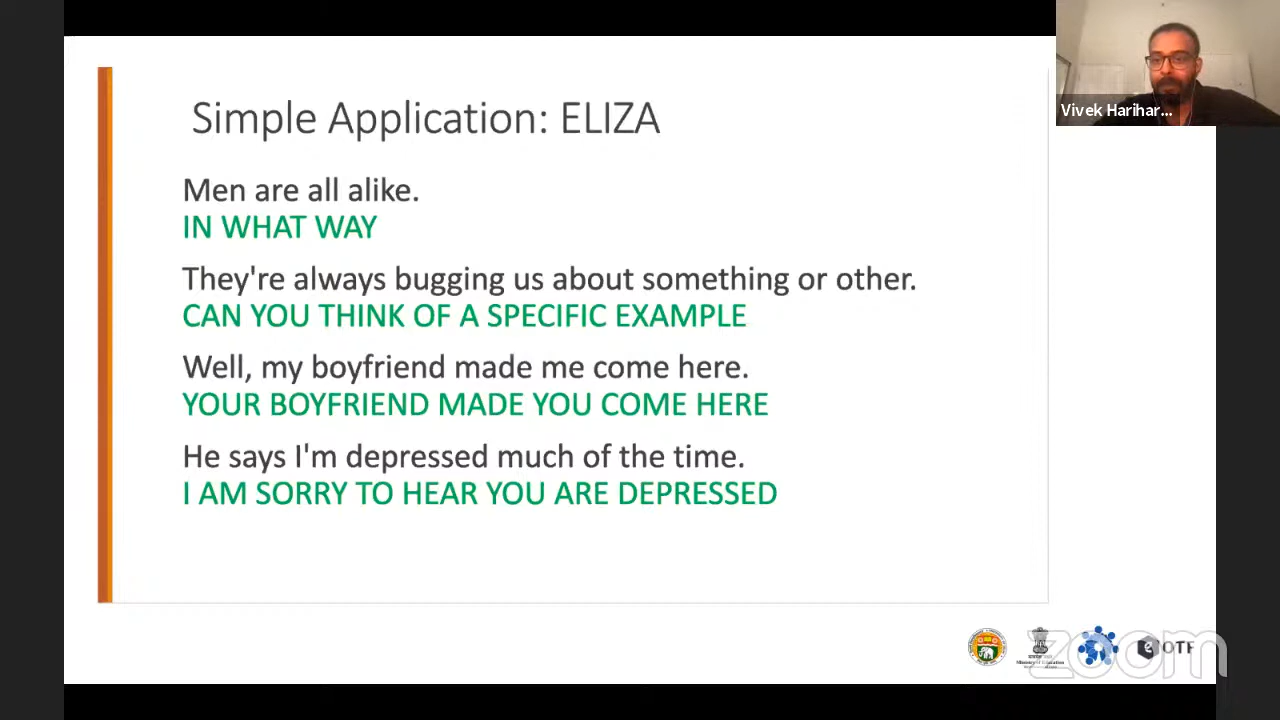 Simple Application: ELIZA
Vivek Harihar...
Men are all alike.
IN WHAT WAY
They're always bugging us about something or other.
CAN YOU THINK OF A SPECIFIC EXAMPLE
Well, my boyfriend made me come here.
YOUR BOYFRIEND MADE YOU COME HERE
He says I'm depressed much of the time.
I AM SORRY TO HEAR YOU ARE DEPRESSED
zoom